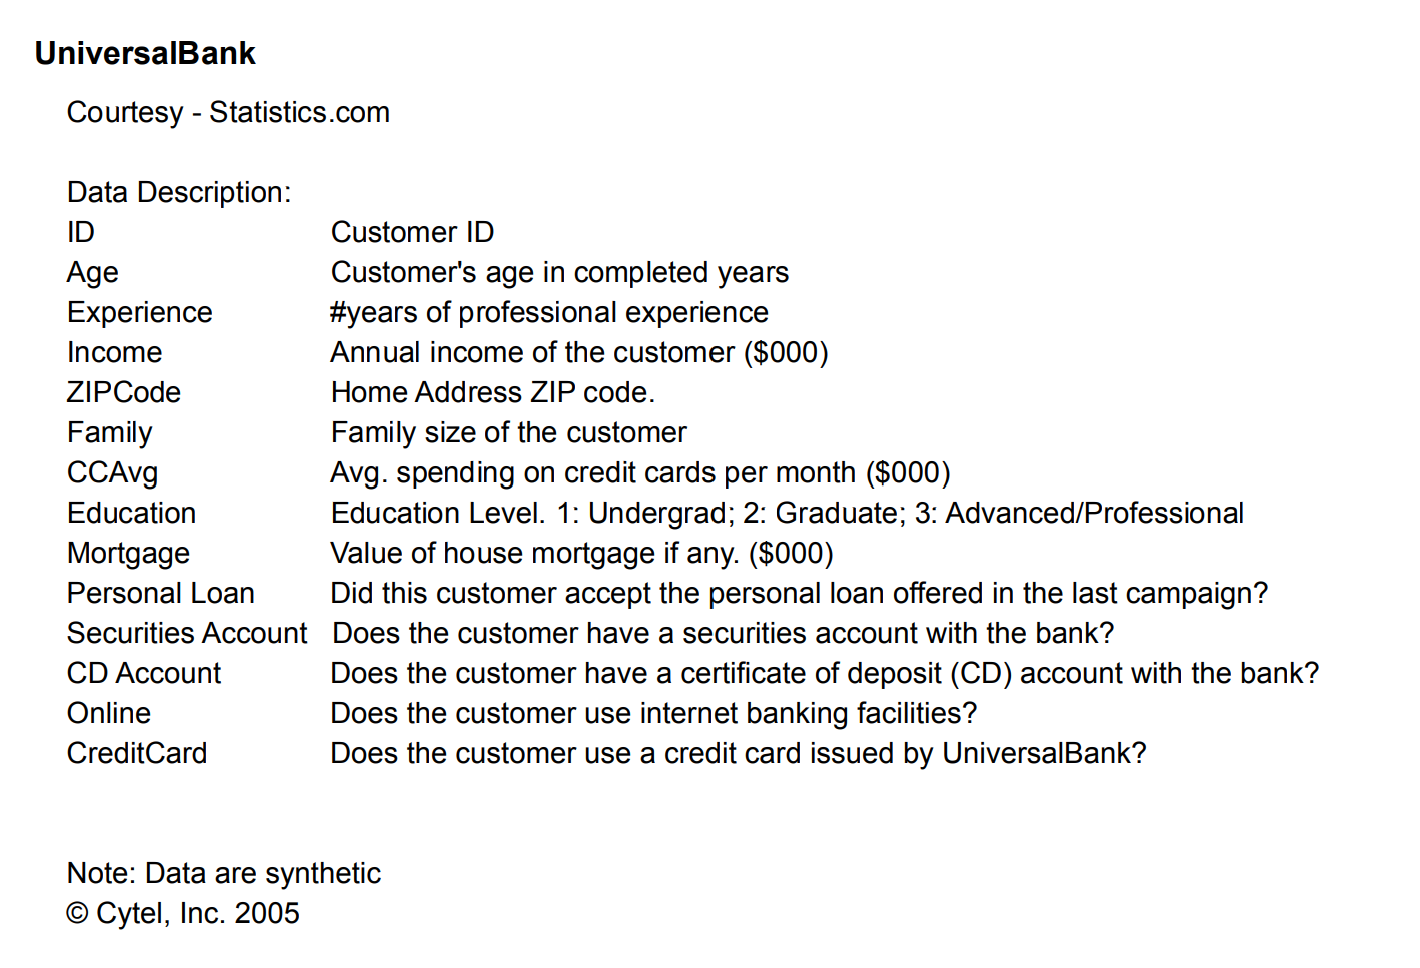 UniversalBank
Courtesy - Statistics.com
Data Description:
ID Customer ID
Age Customer's age in completed years
Experience #years of professional experience
Income Annual income of the customer ($000)
ZIPCode Home Address ZIP code.
Family Family size of the customer
CCAvg Avg. spending on credit cards per month ($000)
Education Education Level. 1: Undergrad; 2: Graduate; 3: Advanced/Professional
Mortgage Value of house mortgage if any. ($000)
Personal Loan Did this customer accept the personal loan offered in the last campaign?
Securities Account Does the customer have a securities account with the bank?
CD Account Does the customer have a certificate of deposit (CD) account with the bank?
Online Does the customer use internet banking facilities?
CreditCard Does the customer use a credit card issued by UniversalBank?
Note: Data are synthetic
© Cytel, Inc. 2005